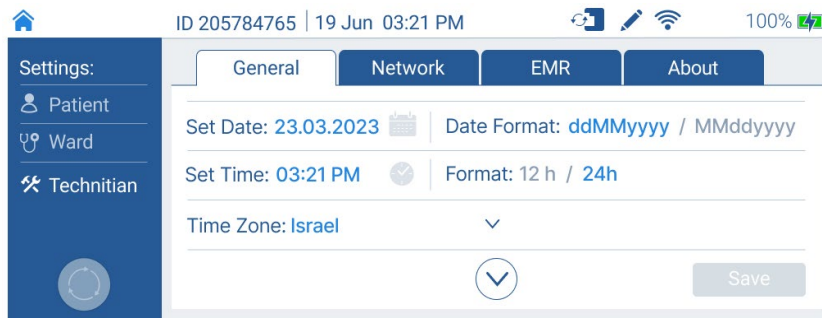 ID 205784765 | 19 Jun 03:21 PM 100%
Settings:
Patient
Ward
Technitian
General Network EMR About
Set Date: 23.03.2023 Date Format: ddMMyyyy / MMddyyyy
Set Time: 03:21 PM Format: 12 h / 24h
Time Zone: Israel
Save